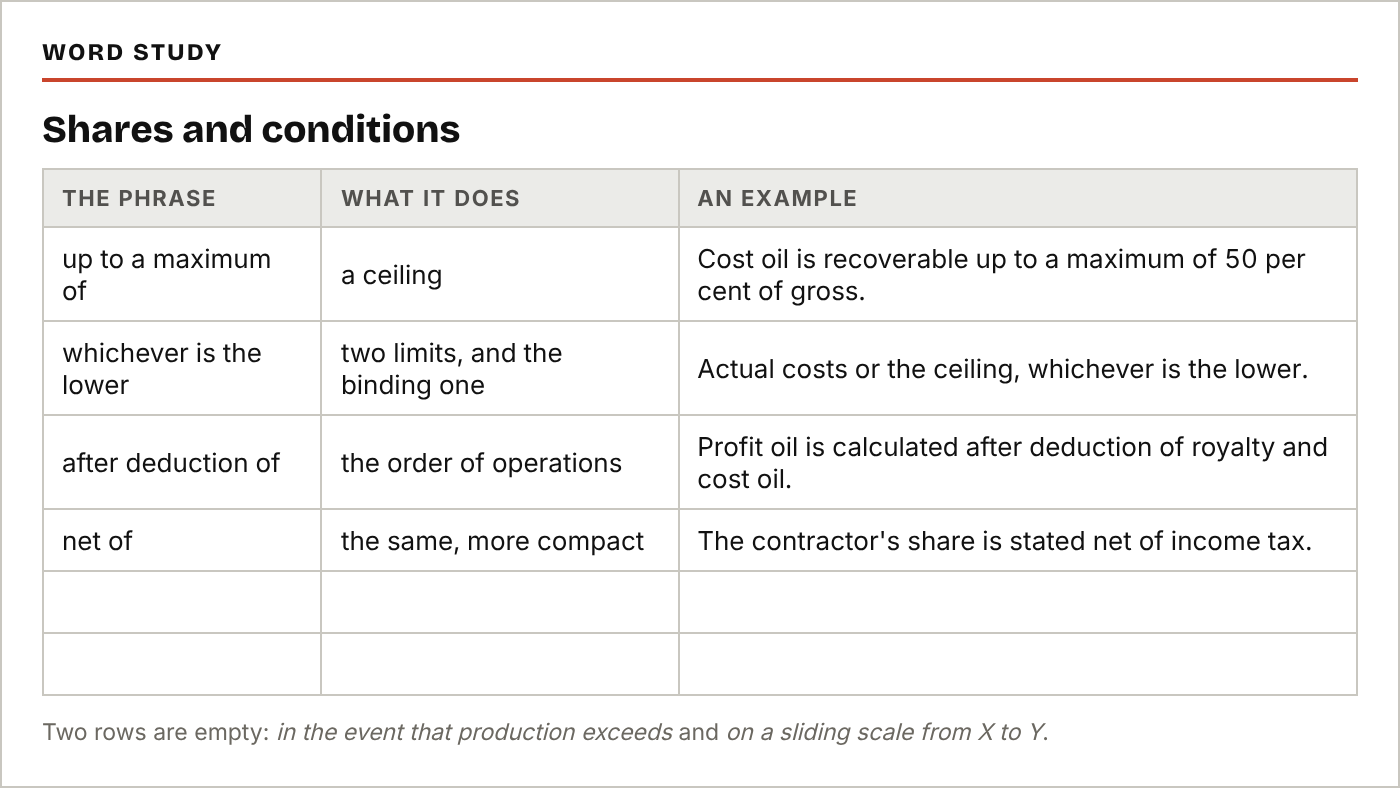 WORD STUDY
Shares and conditions
THE PHRASE
WHAT IT DOES
AN EXAMPLE
up to a maximum
of
a ceiling
Cost oil is recoverable up to a maximum of 50 per
cent of gross.
whichever is the
lower
two limits, and the
binding one
Actual costs or the ceiling, whichever is the lower.
after deduction of
the order of operations
Profit oil is calculated after deduction of royalty and
cost oil.
net of
the same, more compact
The contractor's share is stated net of income tax.
Two rows are empty: in the event that production exceeds and on a sliding scale from X to Y.